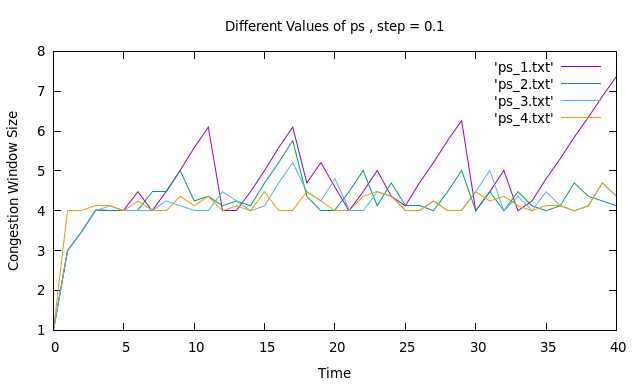 Different Values of ps , step = 0.1
8
7
6
5
4
3
2
1
0 5 10 15 20 25 30 35 40
Congestion Window Size
Time
'ps_1.txt'
'ps_2.txt'
'ps_3.txt'
'ps_4.txt'